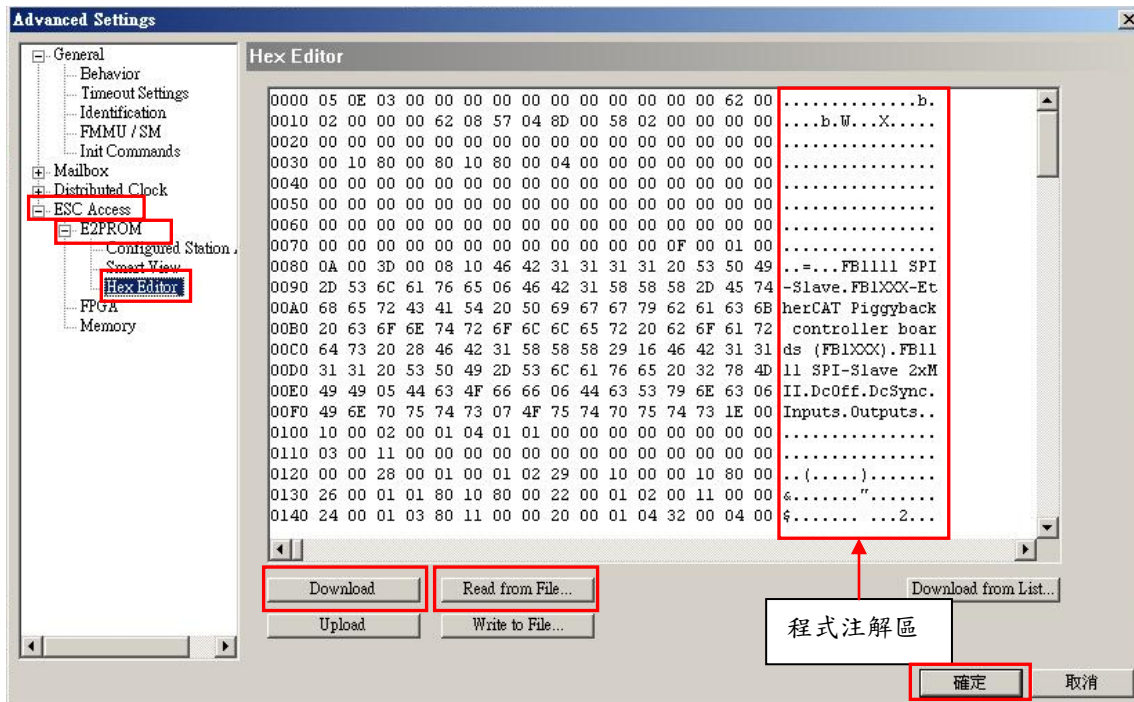 Advanced Settings
General
Behavior
Timeout Settings
Identification
FMMU / SM
Init Commands
Mailbox
Distributed Clock
ESC Access
E2PROM
Configured Station
Smart View
Hex Editor
FPGA
Memory
Hex Editor
0000 05 0E 03 00 00 00 00 00 00 00 00 00 00 00 62 00 ..............b.
0010 02 00 00 00 62 08 57 04 8D 00 58 02 00 00 00 00 ....b.W...X.....
0020 00 00 00 00 00 00 00 00 00 00 00 00 00 00 00 00 ................
0030 00 10 80 00 80 10 80 00 04 00 00 00 00 00 00 00 ................
0040 00 00 00 00 00 00 00 00 00 00 00 00 00 00 00 00 ................
0050 00 00 00 00 00 00 00 00 00 00 00 00 00 00 00 00 ................
0060 00 00 00 00 00 00 00 00 00 00 00 00 00 00 00 00 ................
0070 00 00 00 00 00 00 00 00 00 00 00 00 0F 00 01 00 ................
0080 0A 00 3D 00 08 10 46 42 31 31 31 31 20 53 50 49 ..=...FB1111 SPI
0090 2D 53 6C 61 76 65 06 46 42 31 58 58 58 2D 45 74 -Slave.FB1XXX-Et
00A0 68 65 72 43 41 54 20 50 69 67 67 79 62 61 63 6B herCAT Piggyback
00B0 20 63 6F 6E 74 72 6F 6C 6C 65 72 20 62 6F 61 72  controller boar
00C0 64 73 20 28 46 42 31 58 58 58 29 16 46 42 31 31 ds (FB1XXX).FB11
00D0 31 31 20 53 50 49 2D 53 6C 61 76 65 20 32 78 4D 11 SPI-Slave 2xM
00E0 49 49 05 44 63 4F 66 66 06 44 63 53 79 6E 63 06 II.DcOff.DcSync.
00F0 49 6E 70 75 74 73 07 4F 75 74 70 75 74 73 1E 00 Inputs.Outputs..
0100 10 00 02 00 01 04 01 01 00 00 00 00 00 00 00 00 ................
0110 03 00 11 00 00 00 00 00 00 00 00 00 00 00 00 00 ................
0120 00 00 28 00 01 00 01 02 29 00 10 00 00 10 80 00 ..(.....).......
0130 26 00 01 01 80 10 80 00 22 00 01 02 00 11 00 00 &.......".......
0140 24 00 01 03 80 11 00 00 20 00 01 04 32 00 04 00 $....... ...2...
Download
Read from File...
Download from List...
Upload
Write to File...
程式注解區
確定
取消